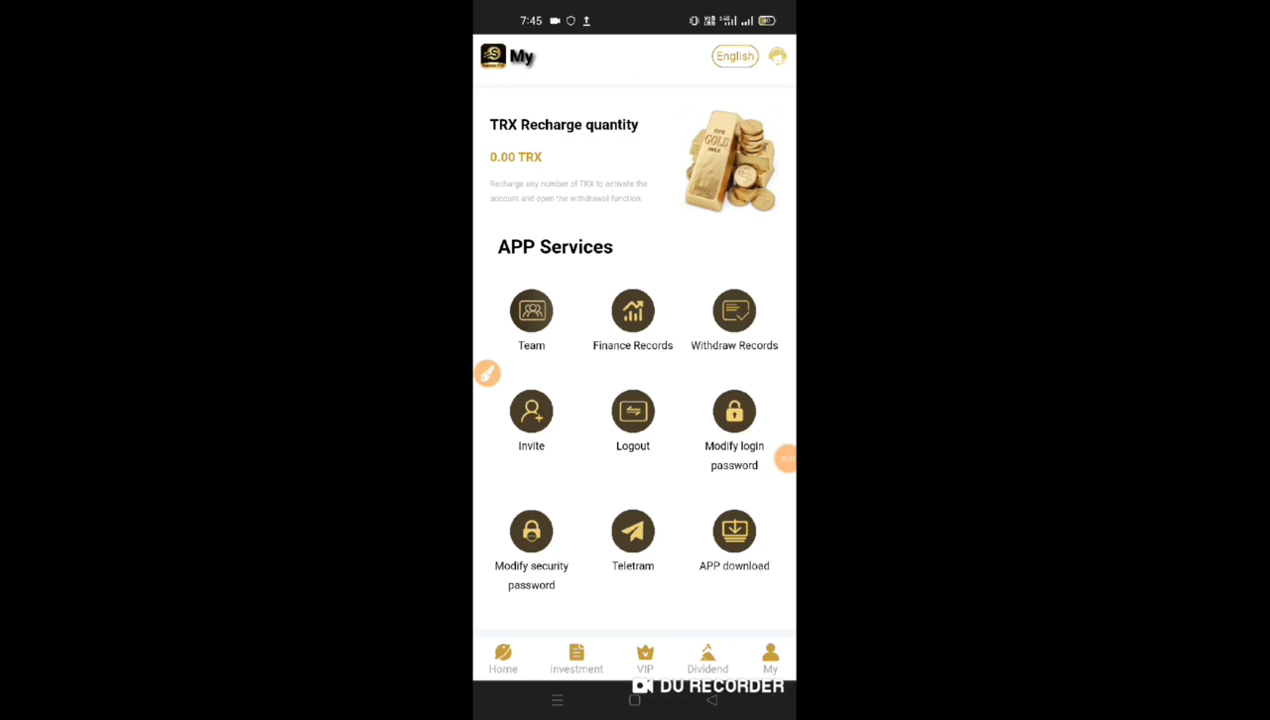 7:45
My
English
TRX Recharge quantity
0.00 TRX
Recharge any number of TRX to activate the
account and open the withdrawal function.
GOLD
APP Services
Team
Finance Records
Withdraw Records
Invite
Logout
Modify login
password
Modify security
password
Teletram
APP download
Home
Investment
VIP
Dividend
My
DU RECORDER